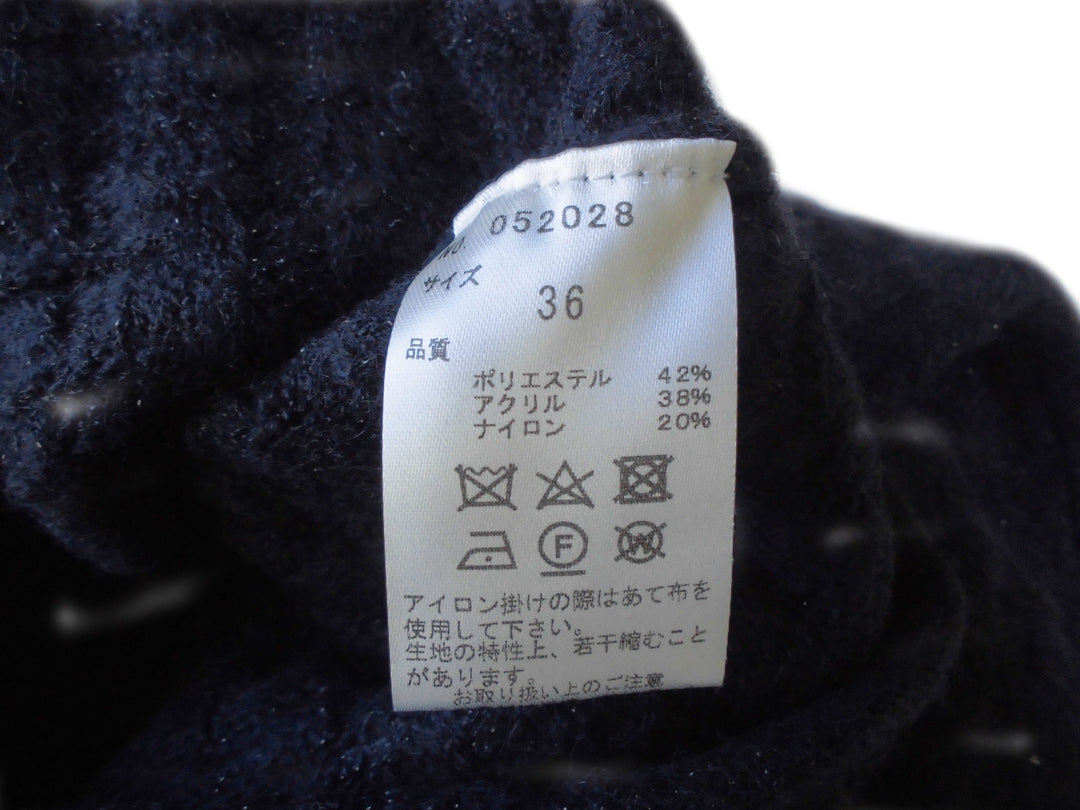 No. 052028
サイズ
36
品質
ポリエステル 42%
アクリル 38%
ナイロン 20%
F W
アイロン掛けの際はあて布を
使用して下さい。
生地の特性上、若干縮むこと
があります。
お取り扱い上のご注意